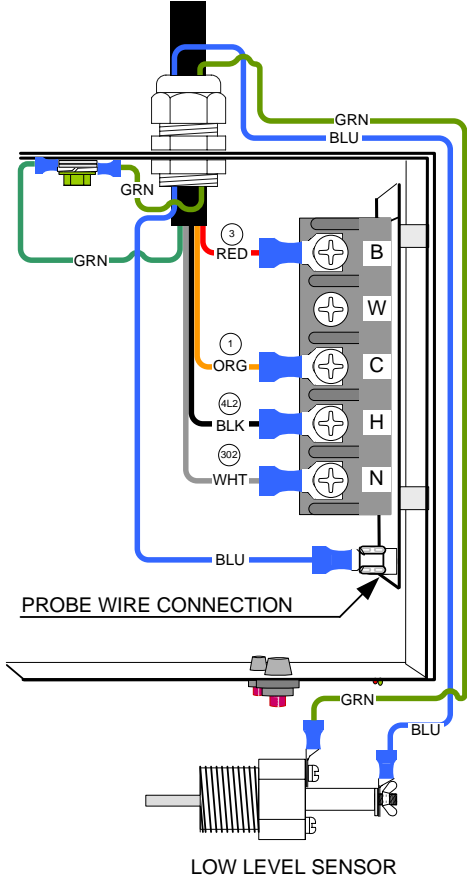 GRN
BLU
GRN
GRN
3
RED
B
W
1
ORG
C
4L2
BLK
H
302
WHT
N
BLU
PROBE WIRE CONNECTION
GRN
BLU
LOW LEVEL SENSOR